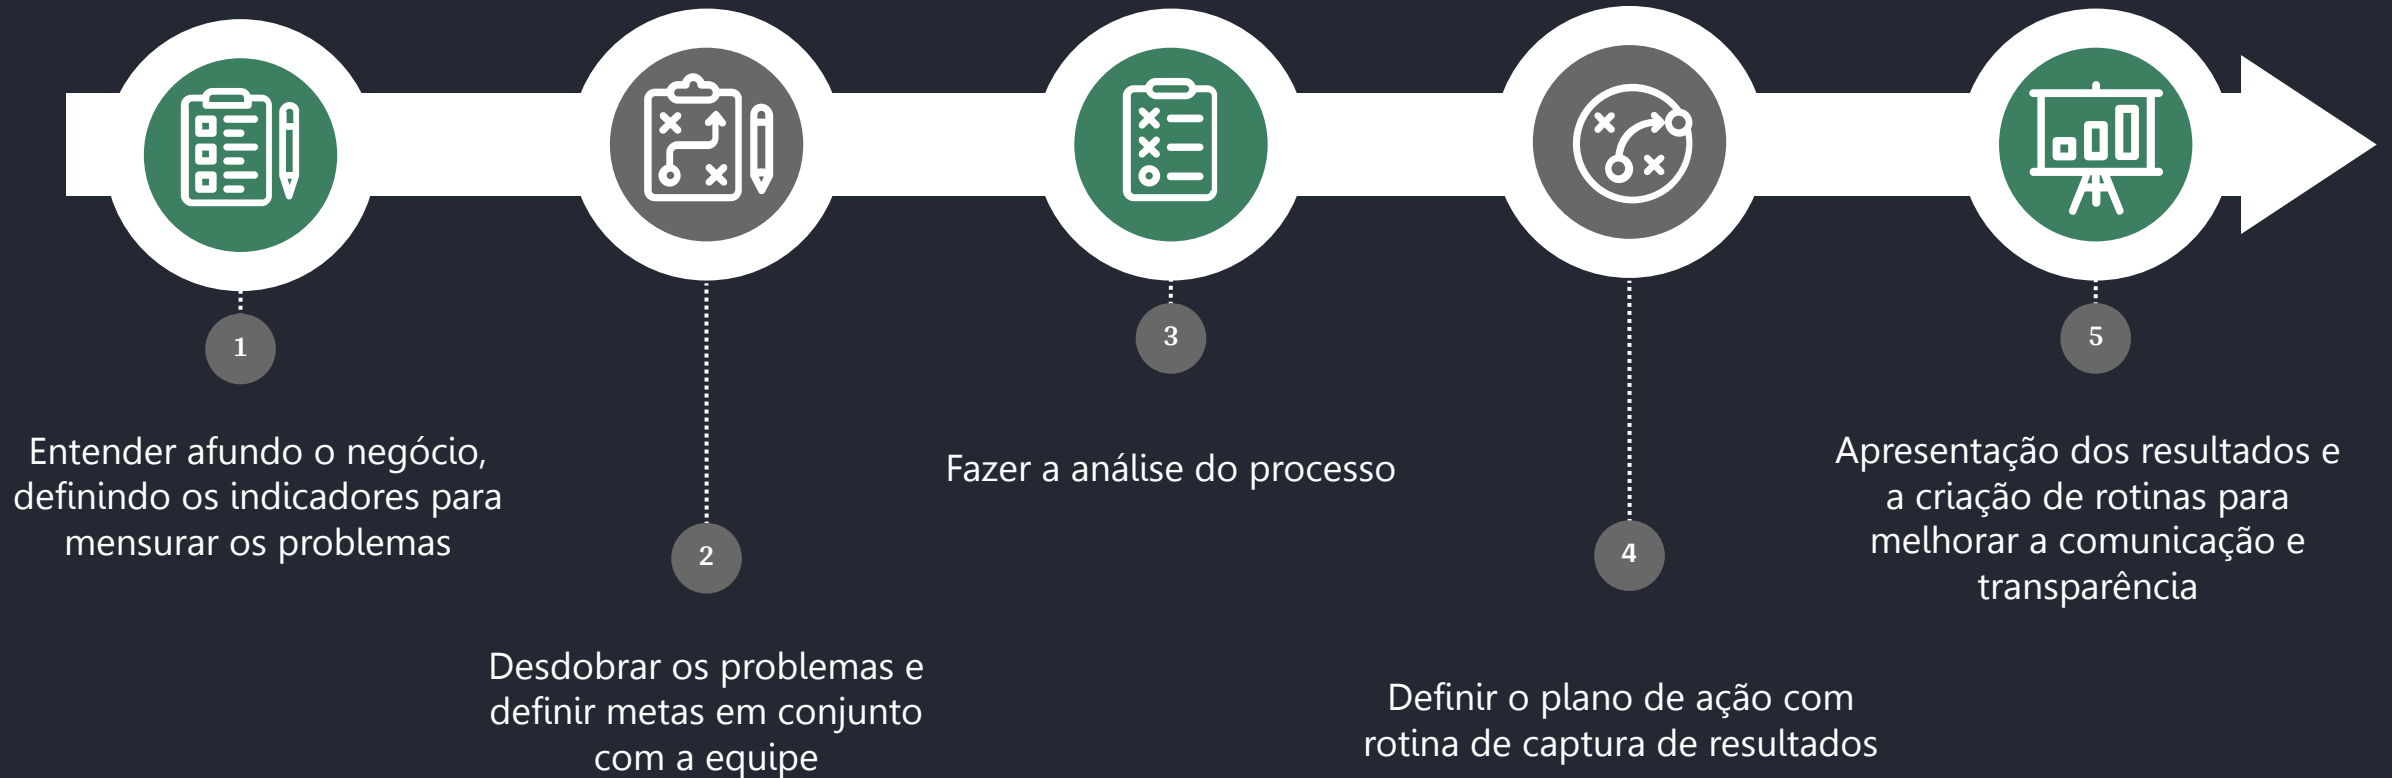 1
Entender afundo o negócio,
definindo os indicadores para
mensurar os problemas
2
Desdobrar os problemas e
definir metas em conjunto
com a equipe
3
Fazer a análise do processo
4
Definir o plano de ação com
rotina de captura de resultados
5
Apresentação dos resultados e
a criação de rotinas para
melhorar a comunicação e
transparência